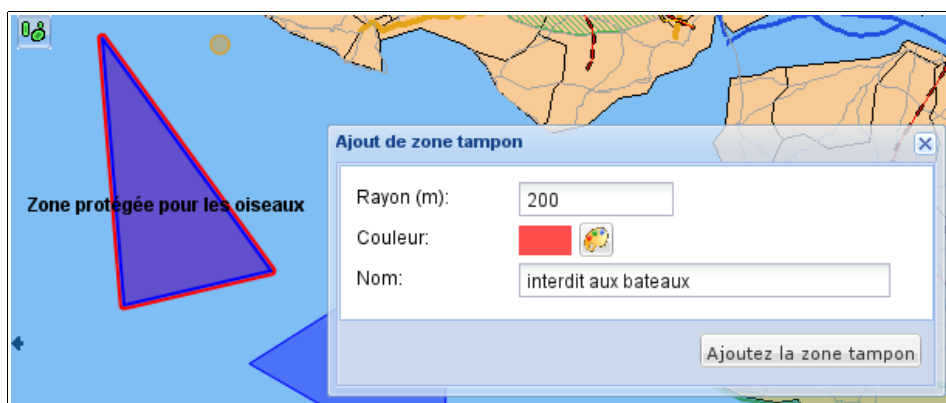 Ajout de zone tampon
Zone protégée pour les oiseaux
Rayon (m): 200
Couleur:
Nom: interdit aux bateaux
Ajoutez la zone tampon